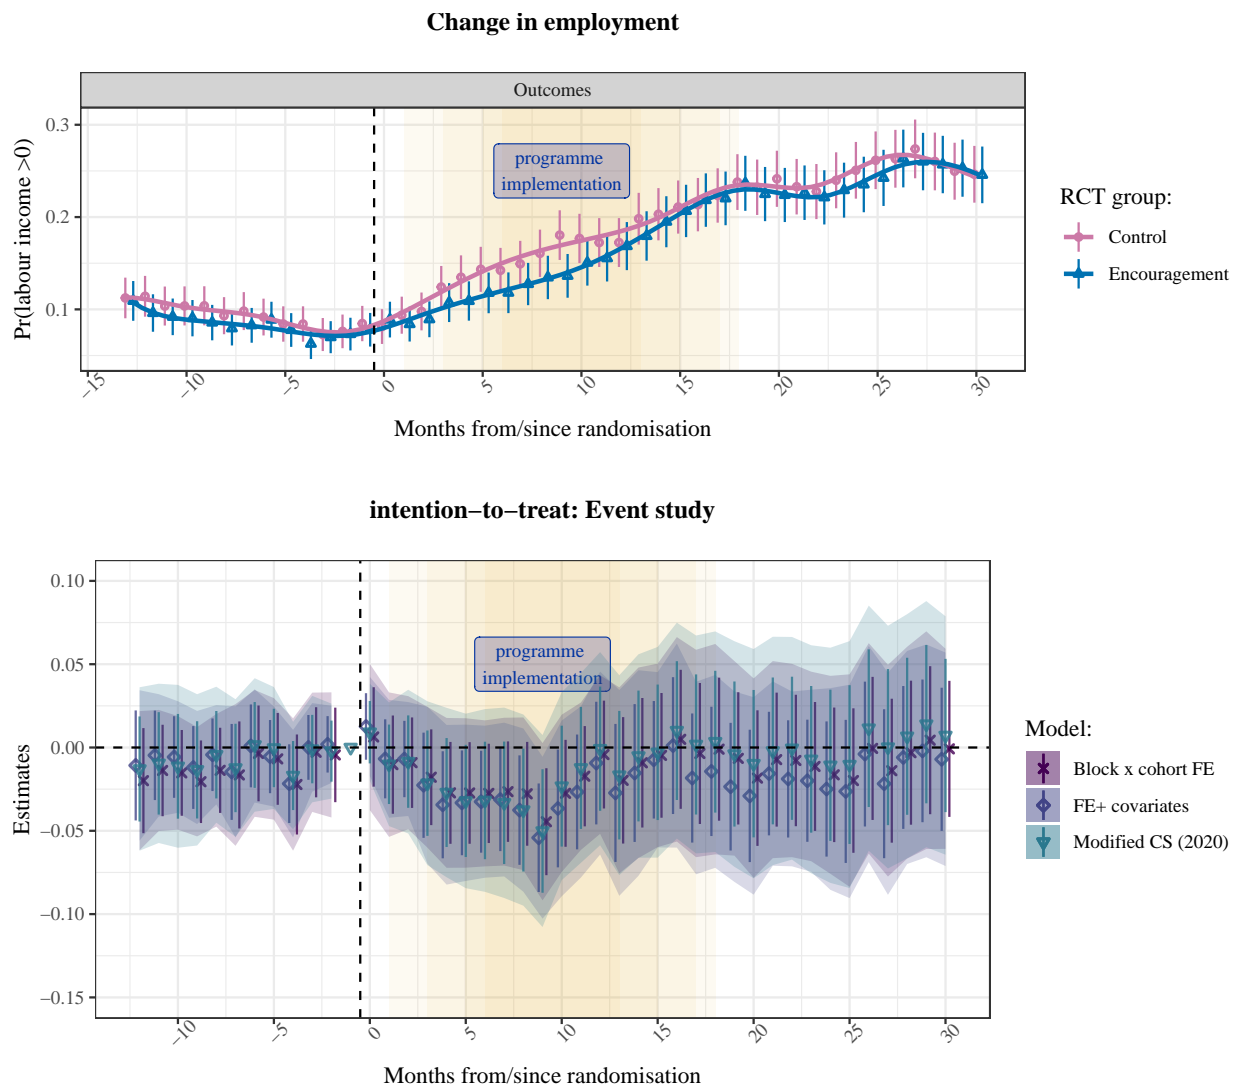 Change in employment
Outcomes
Pr(labour income >0)
0.3
0.2
0.1
programme
implementation
−15
−10
−5
0
5
10
15
20
25
30
Months from/since randomisation
RCT group:
Control
Encouragement
intention−to−treat: Event study
Estimates
0.10
0.05
0.00
−0.05
−0.10
−0.15
programme
implementation
−10
−5
0
5
10
15
20
25
30
Months from/since randomisation
Model:
Block x cohort FE
FE+ covariates
Modified CS (2020)